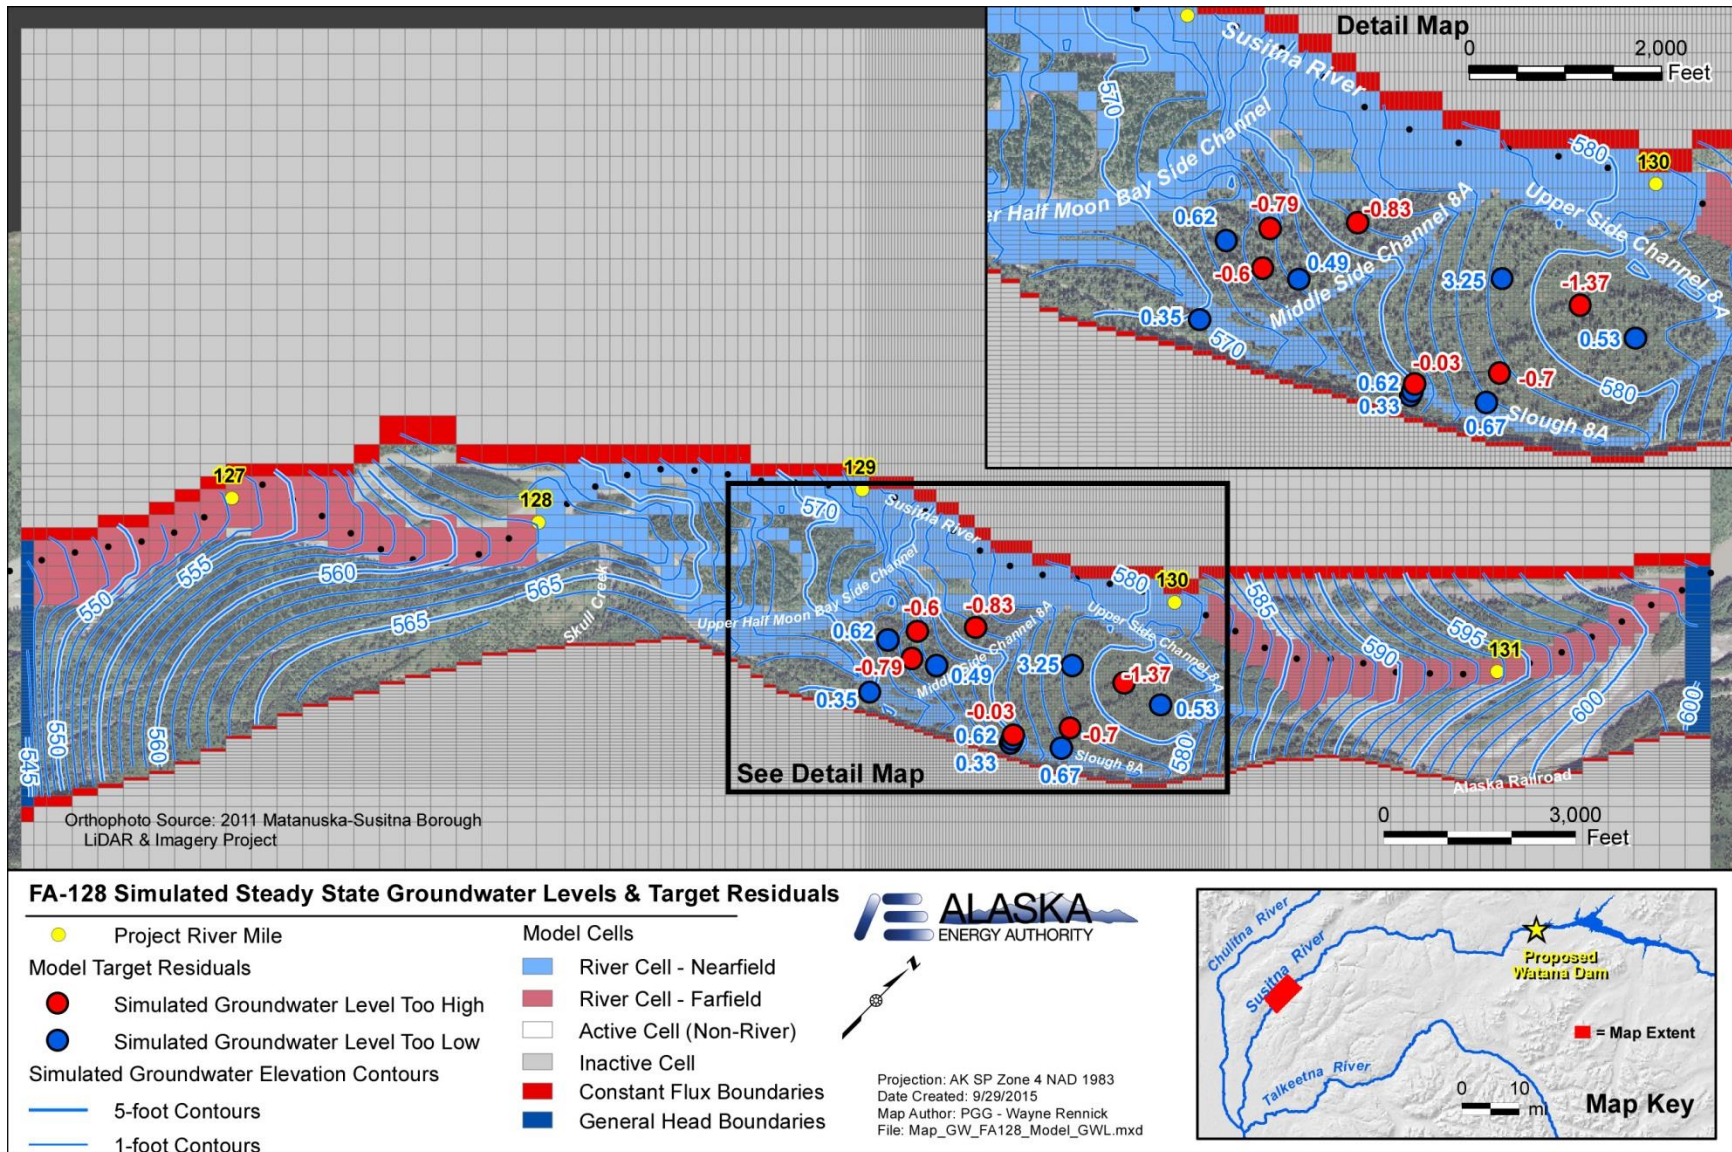 Detail Map
0 2,000
Feet
Susitna River
570
580
130
er Half Moon Bay Side Channel
Middle Side Channel 8A
Upper Side Channel 8A
0.62
-0.79
-0.83
-0.6
0.49
3.25
-1.37
0.35
0.53
570
-0.03
0.62
0.33
-0.7
580
0.67
Slough 8A
127
128
129
570
Susitna River
580
130
550
555
560
565
565
Skull Creek
Upper Half Moon Bay Side Channel
Middle Side Channel 8A
Upper Side Channel 8A
-0.6
-0.83
0.62
-0.79
0.49
3.25
-1.37
0.35
0.53
-0.03
0.62
-0.7
0.33
0.67
Slough 8A
580
585
590
595
131
600
609
545
550
560
See Detail Map
Alaska Railroad
Orthophoto Source: 2011 Matanuska-Susitna Borough
LiDAR & Imagery Project
0 3,000
Feet
FA-128 Simulated Steady State Groundwater Levels & Target Residuals
Project River Mile
Model Target Residuals
Simulated Groundwater Level Too High
Simulated Groundwater Level Too Low
Simulated Groundwater Elevation Contours
5-foot Contours
1-foot Contours
Model Cells
River Cell - Nearfield
River Cell - Farfield
Active Cell (Non-River)
Inactive Cell
Constant Flux Boundaries
General Head Boundaries
ALASKA
ENERGY AUTHORITY
N
Projection: AK SP Zone 4 NAD 1983
Date Created: 9/29/2015
Map Author: PGG - Wayne Rennick
File: Map_GW_FA128_Model_GWL.mxd
Chulitna River
Susitna River
Proposed
Watana Dam
= Map Extent
Talkeetna River
0 10
mi
Map Key